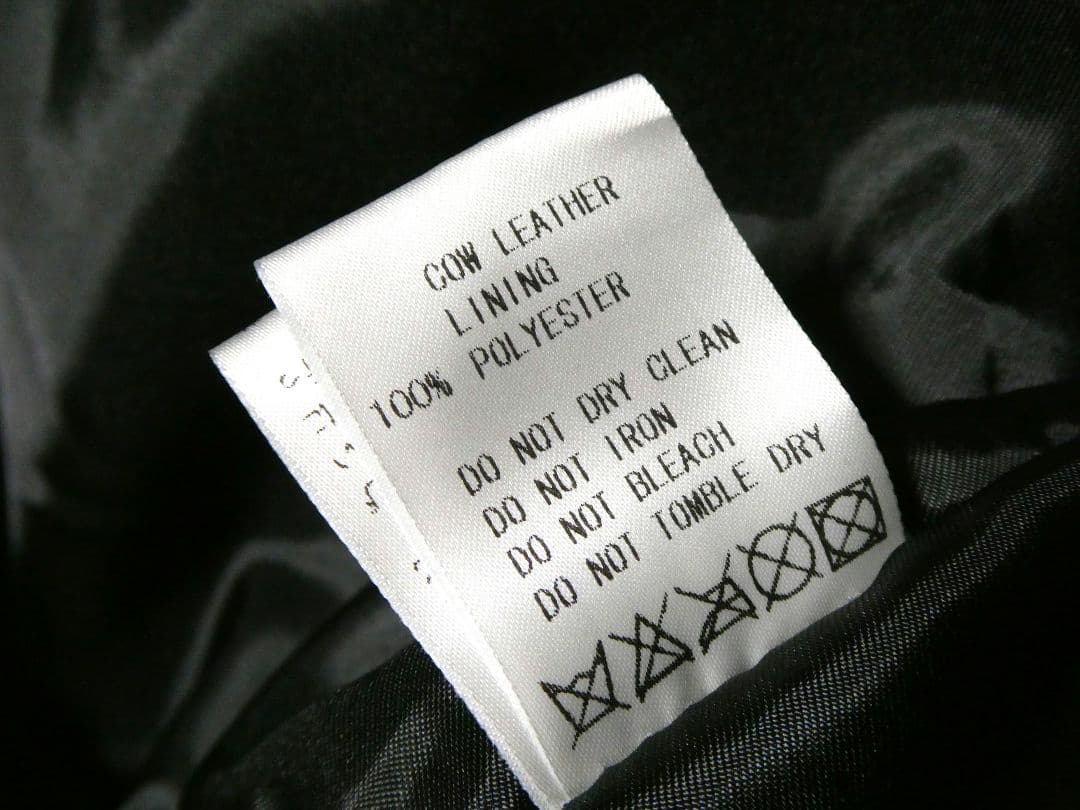 COW LEATHER
LINING
100% POLYESTER
DO NOT DRY CLEAN
DO NOT IRON
DO NOT BLEACH
DO NOT TOMBLE DRY